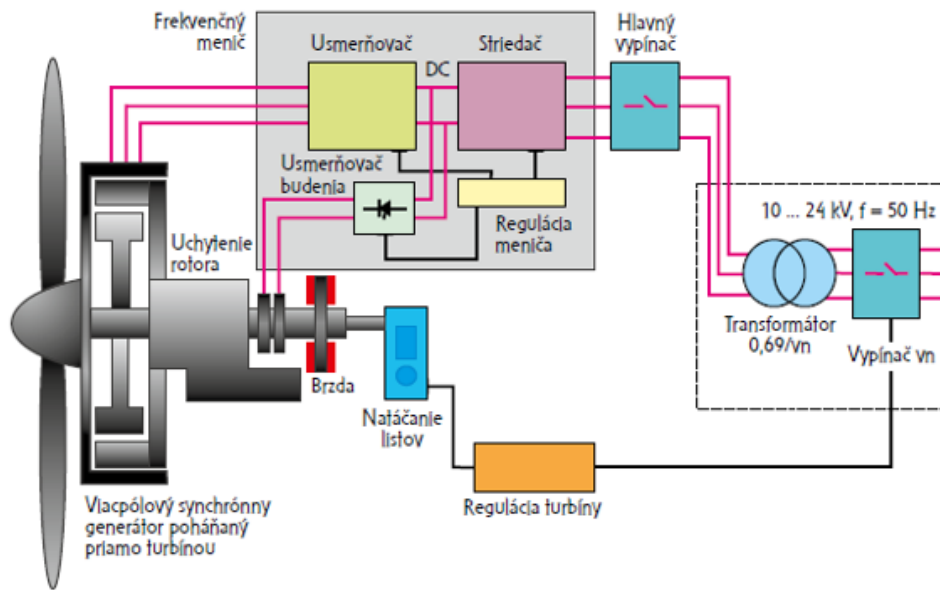 Frekvenčný
menič
Usmerňovač
DC
Striedač
Hlavný
vypínač
Usmerňovač
budenia
Regulácia
meniča
Uchytenie
rotora
10 ... 24 kV, f = 50 Hz
Transformátor
0,69/vn
Vypínač vn
Brzda
Natáčanie
listov
Regulácia turbíny
Viacpólový synchrónny
generátor poháňaný
priamo turbínou